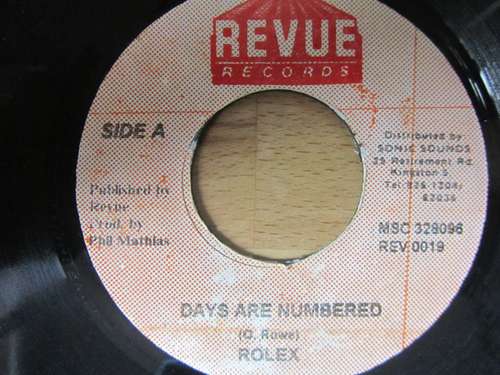 REVUE
RECORDS
SIDE A
Distributed by
SONIC SOUNDS
25 Retirement Rd.
Kingston 5.
Tel: 926-1204/
62036
Published by
Revue
Prod. by
Phil Mathias
MSC 328096
REV 0019
DAYS ARE NUMBERED
(O. Rowe)
ROLEX